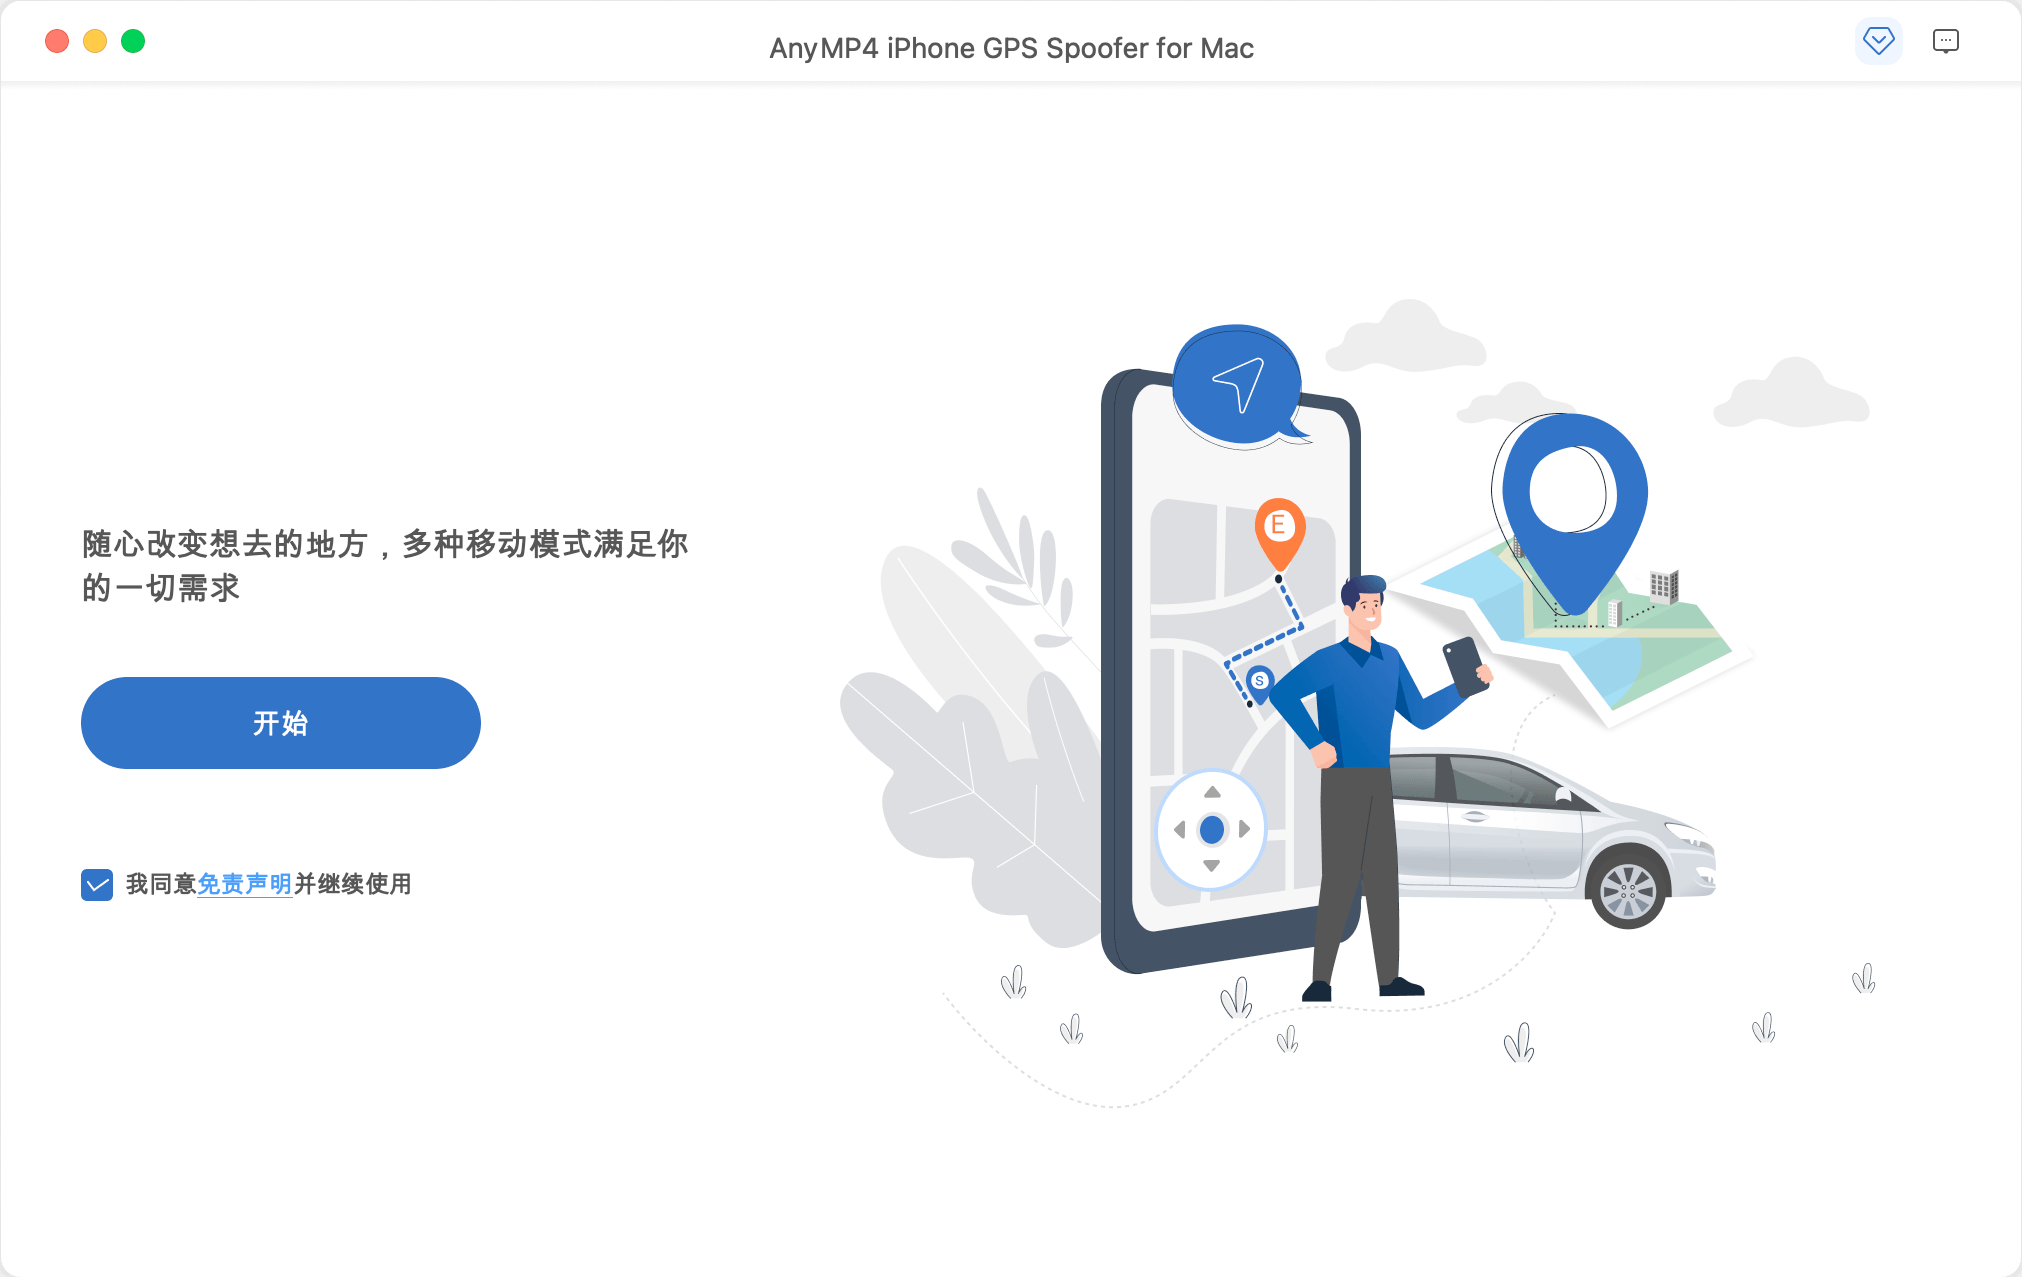 AnyMP4 iPhone GPS Spoofer for Mac
随心改变想去的地方，多种移动模式满足你
的一切需求
开始
我同意免责声明并继续使用
E
S